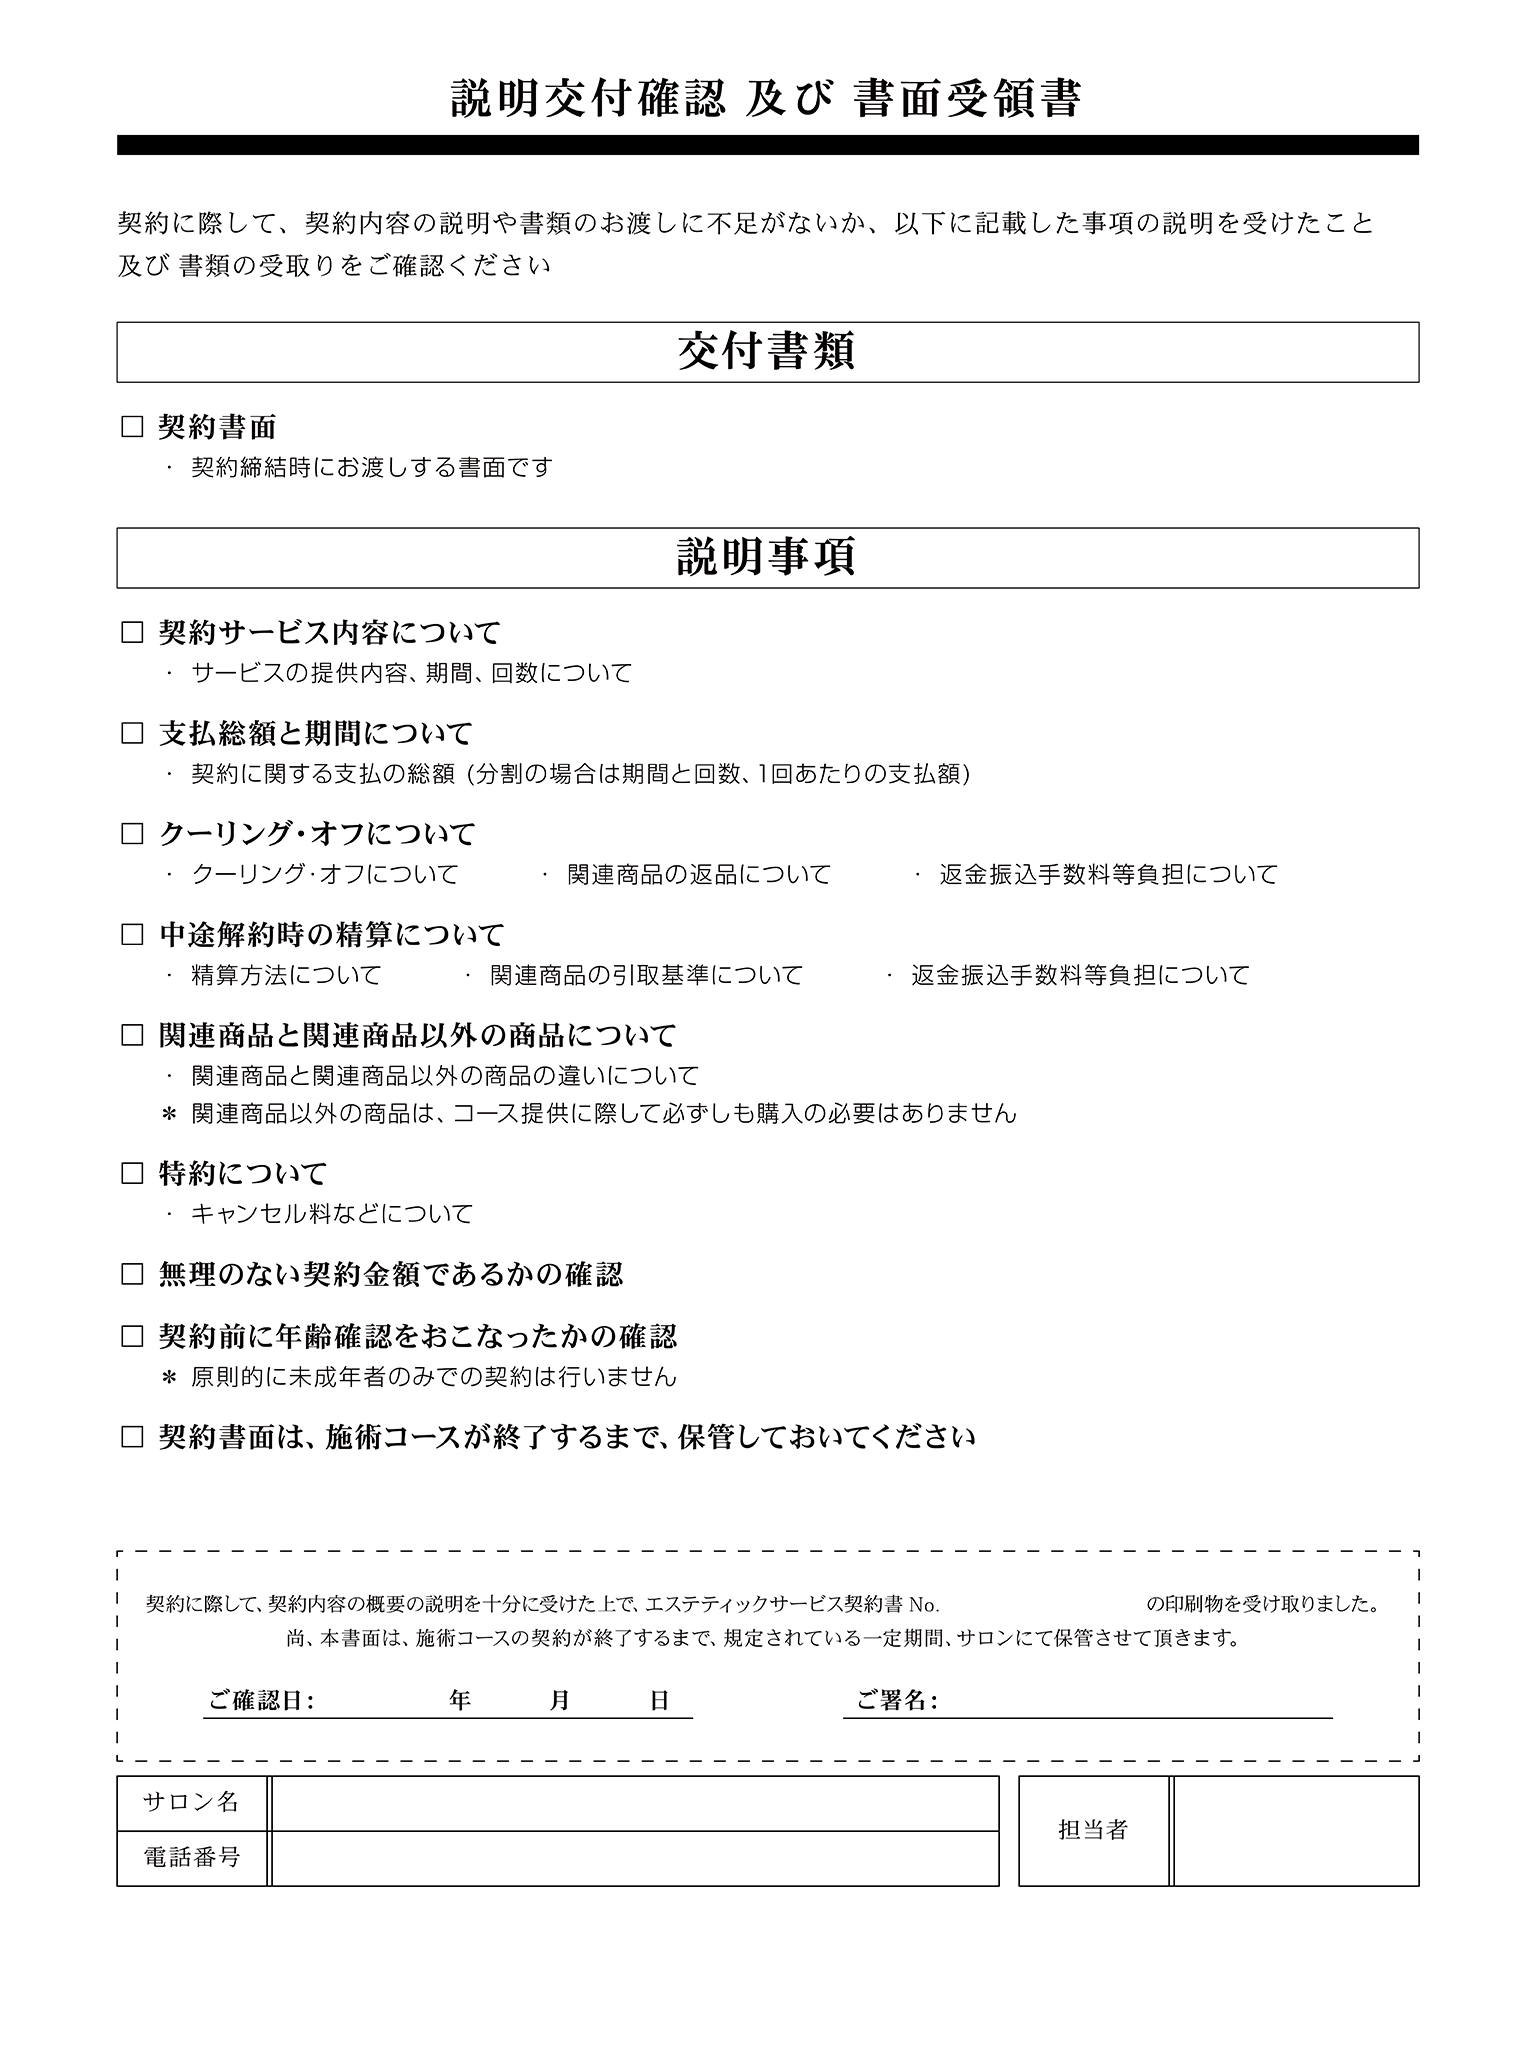 説明交付確認 及び 書面受領書
契約に際して、契約内容の説明や書類のお渡しに不足がないか、以下に記載した事項の説明を受けたこと
及び 書類の受取りをご確認ください
交付書類
□ 契約書面
・ 契約締結時にお渡しする書面です
説明事項
□ 契約サービス内容について
・ サービスの提供内容、期間、回数について
□ 支払総額と期間について
・ 契約に関する支払の総額 (分割の場合は期間と回数、1回あたりの支払額)
□ クーリング・オフについて
・ クーリング・オフについて ・ 関連商品の返品について ・ 返金振込手数料等負担について
□ 中途解約時の精算について
・ 精算方法について ・ 関連商品の引取基準について ・ 返金振込手数料等負担について
□ 関連商品と関連商品以外の商品について
・ 関連商品と関連商品以外の商品の違いについて
＊ 関連商品以外の商品は、コース提供に際して必ずしも購入の必要はありません
□ 特約について
・ キャンセル料などについて
□ 無理のない契約金額であるかの確認
□ 契約前に年齢確認をおこなったかの確認
＊ 原則的に未成年者のみでの契約は行いません
□ 契約書面は、施術コースが終了するまで、保管しておいてください
契約に際して、契約内容の概要の説明を十分に受けた上で、エステティックサービス契約書 No. の印刷物を受け取りました。
尚、本書面は、施術コースの契約が終了するまで、規定されている一定期間、サロンにて保管させて頂きます。
ご確認日： 年 月 日 ご署名：
サロン名
電話番号
担当者